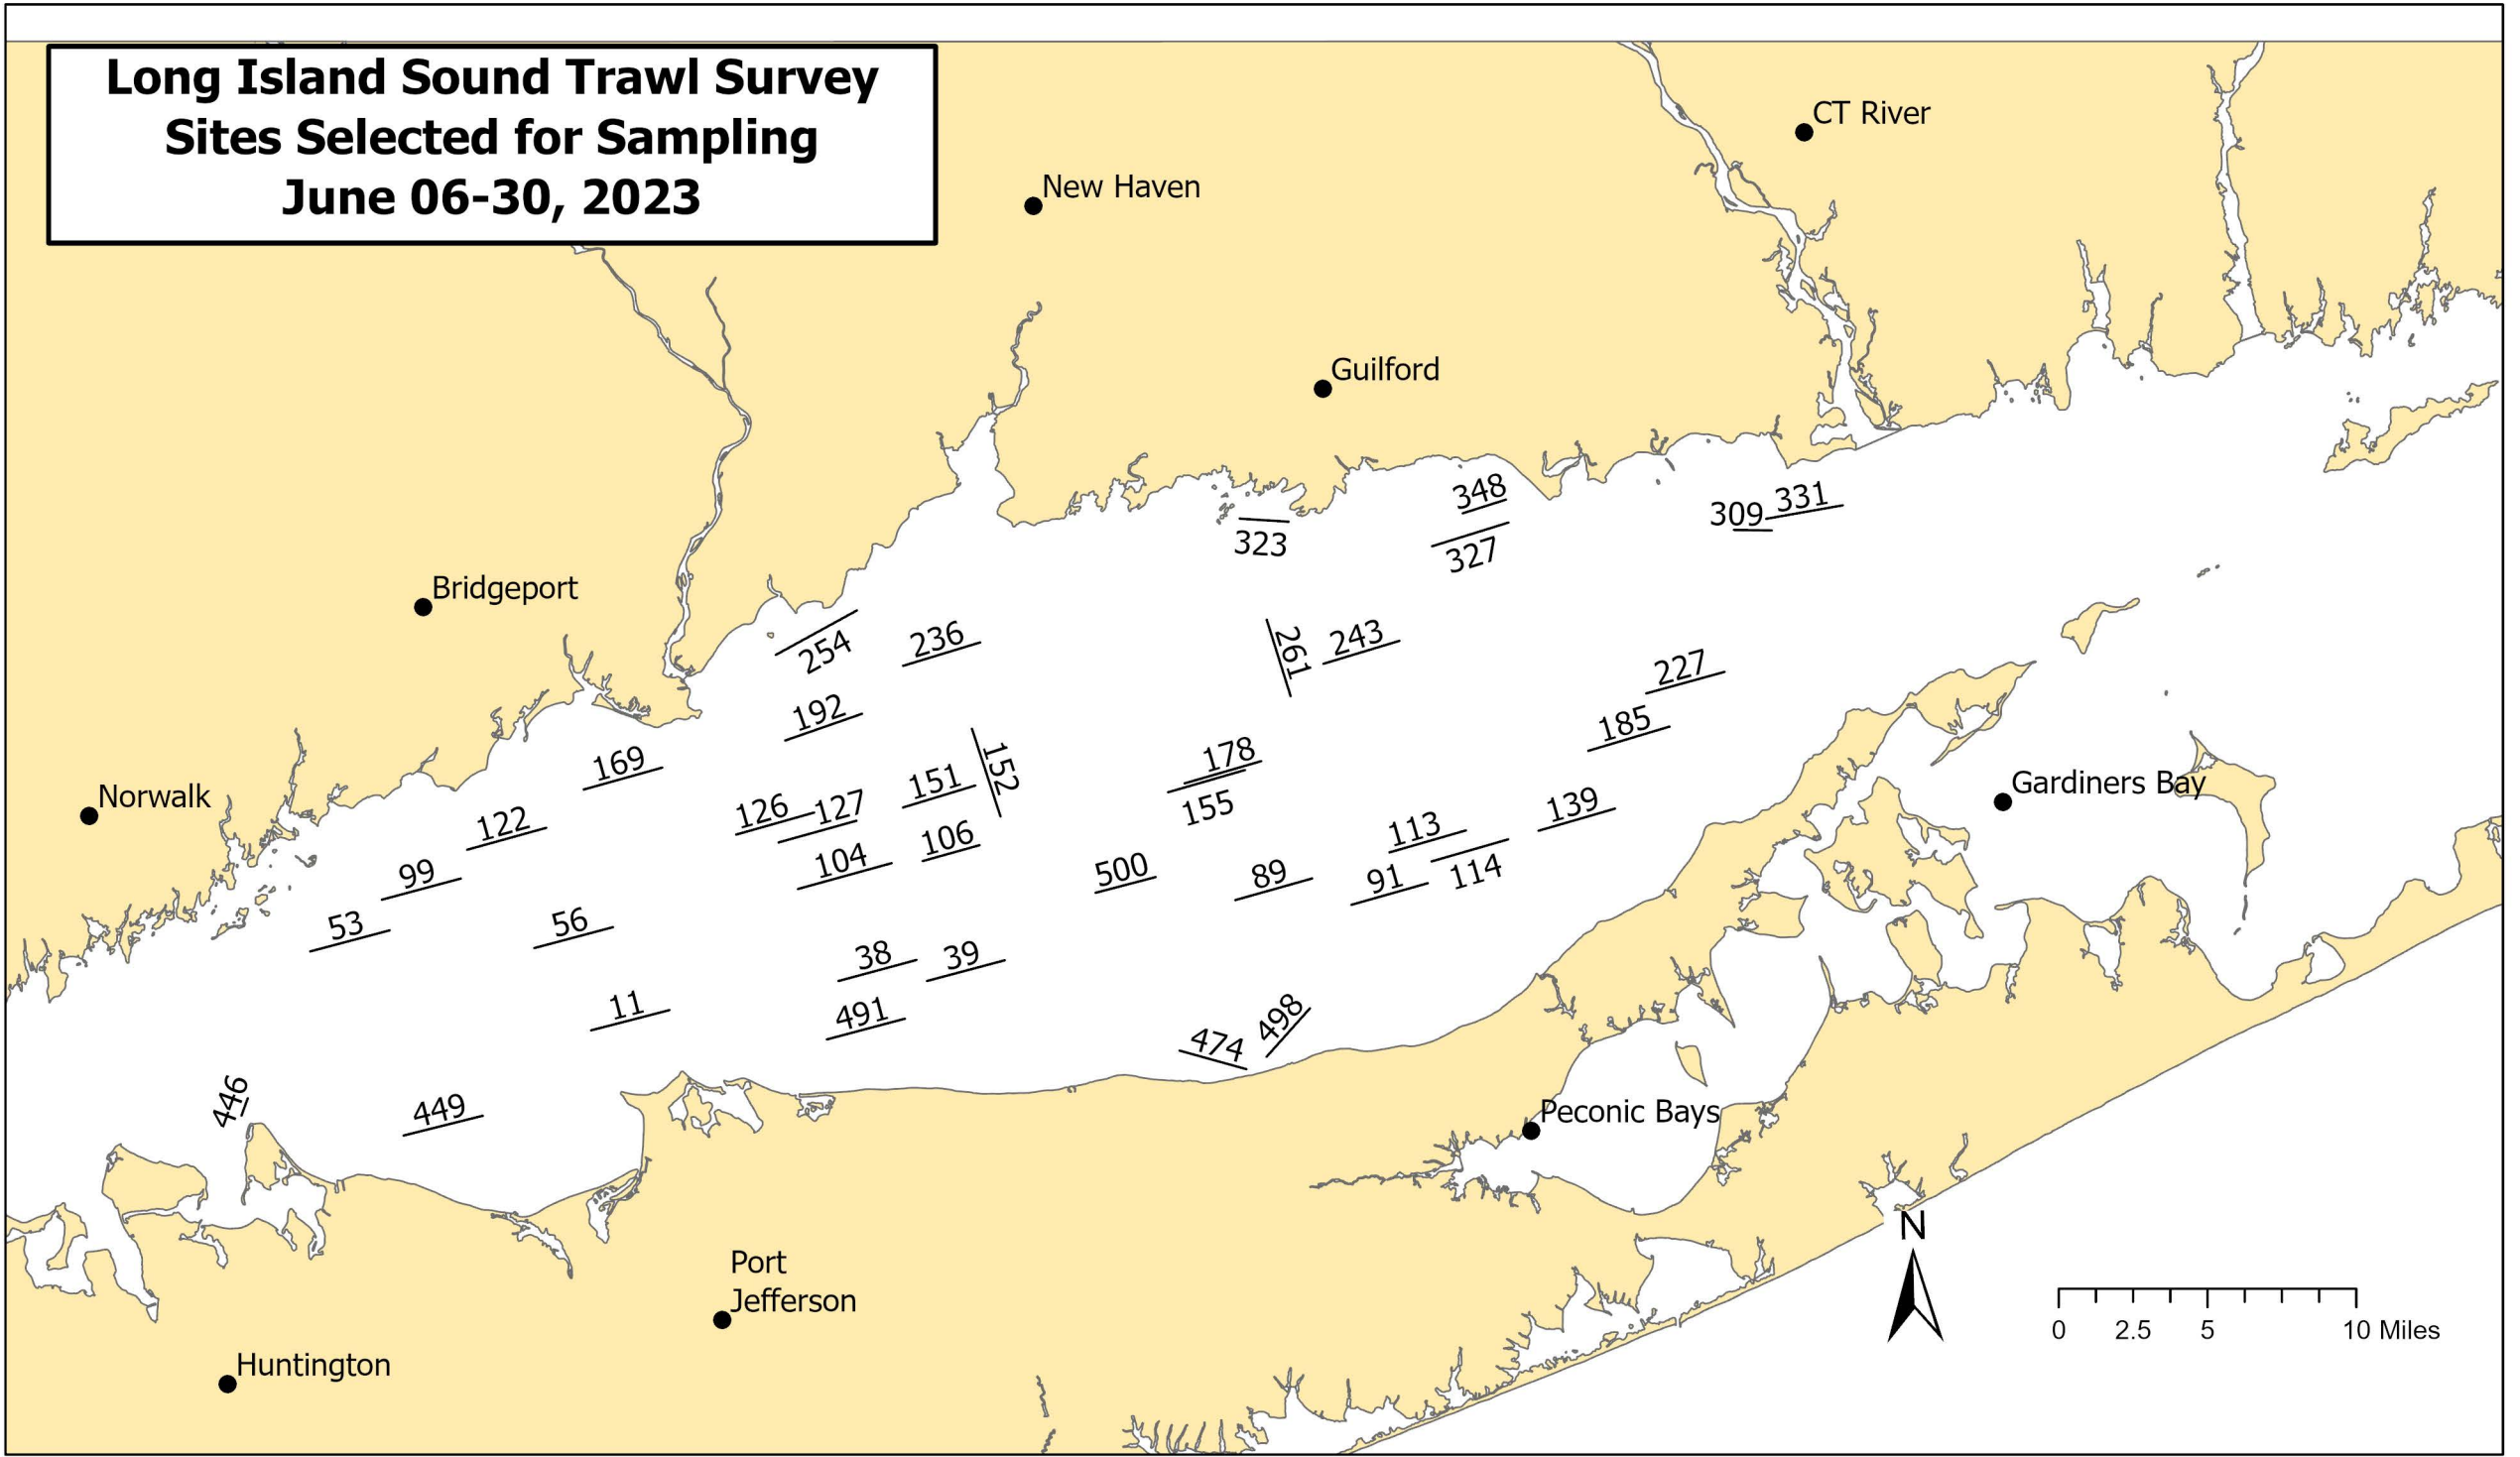 Long Island Sound Trawl Survey
Sites Selected for Sampling
June 06-30, 2023
CT River
New Haven
Guilford
348
331
309
323
327
Bridgeport
254
236
261
243
227
192
185
169
178
152
151
Norwalk
Gardiners Bay
126
127
155
139
122
113
106
104
99
500
89
91
114
53
56
38
39
11
491
474
498
446
449
Peconic Bays
N
Port
Jefferson
Huntington
0 2.5 5 10 Miles